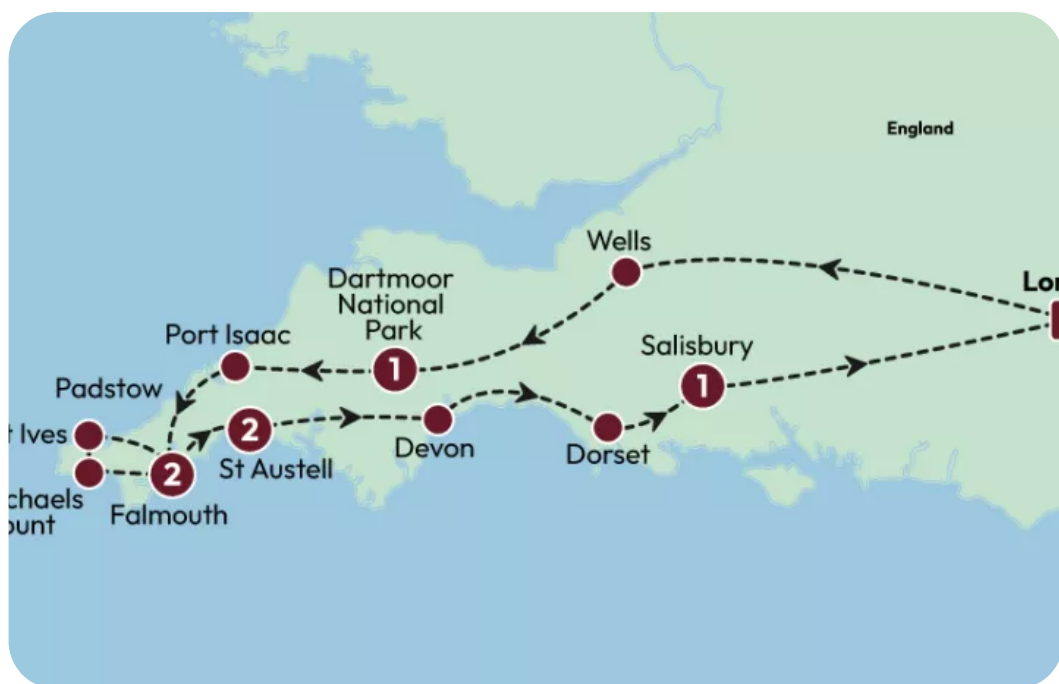 England
Wells
Lor
Dartmoor
National
Park
1
Port Isaac
Salisbury
1
Padstow
t Ives
2
Devon
Dorset
St Austell
2
chaels
ount
Falmouth